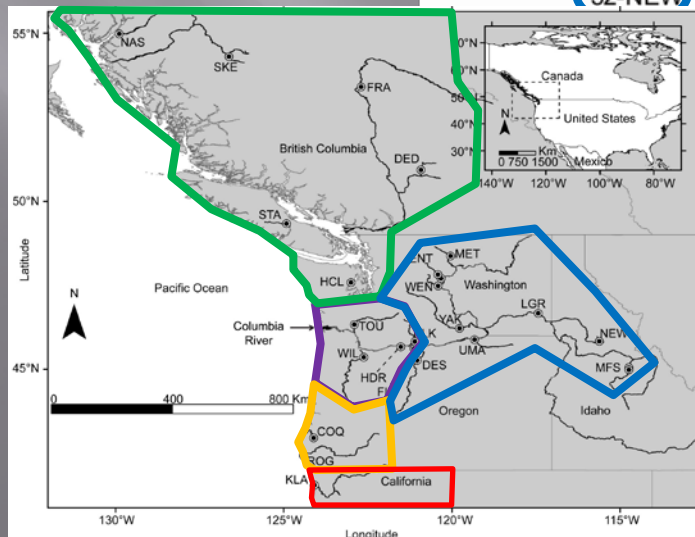 32-NEW
55°N
50°N
45°N
Latitude
NAS
SKE
FRA
British Columbia
DED
STA
HCL
Pacific Ocean
N
Columbia
River
0 400 800 Km
TOU
WIL
HDR
DES
MET
WEN
Washington
YAK
UMA
LGR
NEW
MFS
Oregon
Idaho
COQ
ROG
KLA
California
130°W 125°W 120°W 115°W
Longitude
Canada
United States
Mexico
N
0 750 1500 Km
50°N
40°N
30°N
140°W 120°W 100°W 80°W